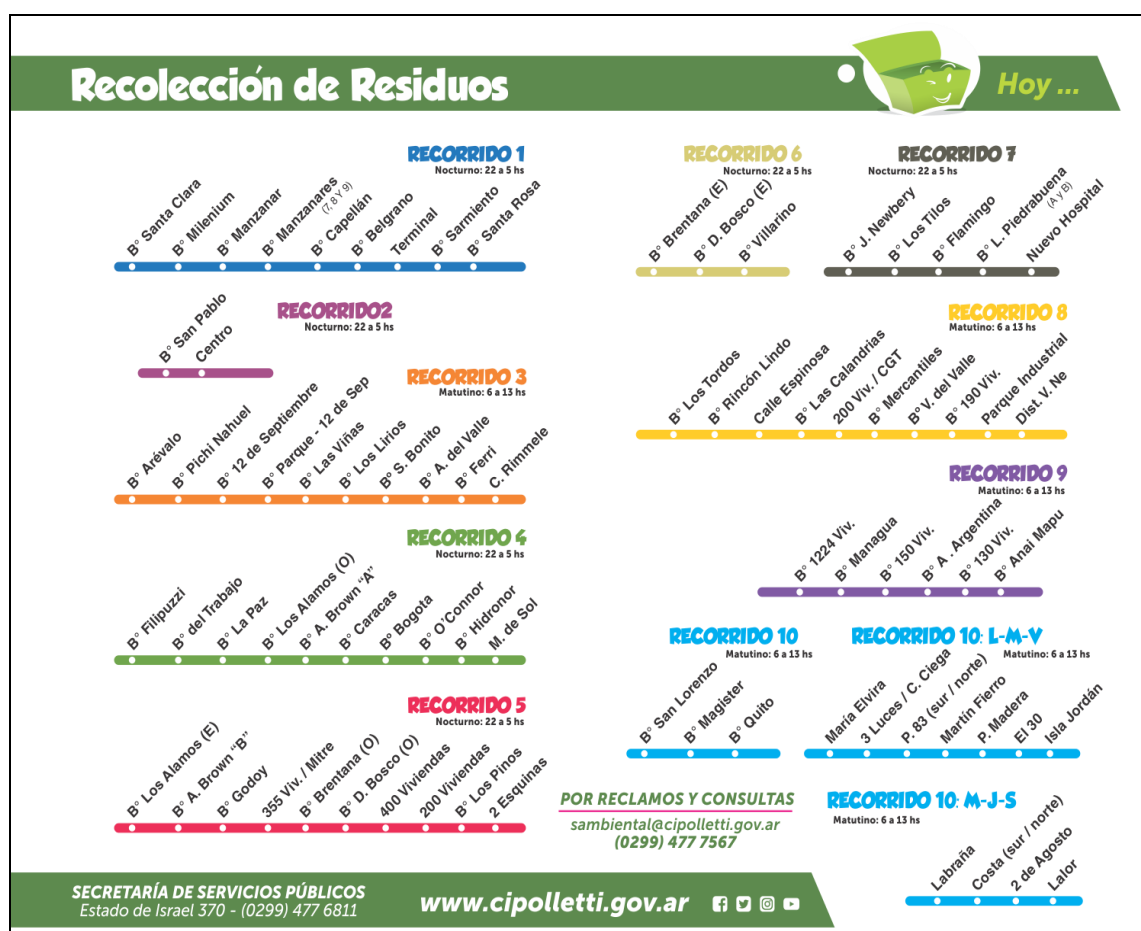 Recolección de Residuos
Hoy ...
RECORRIDO 1
Nocturno: 22 a 5 hs
B° Santa Clara
B° Milenium
B° Manzanar
B° Manzanares
(7, 8 Y 9)
B° Capellán
B° Belgrano
Terminal
B° Sarmiento
B° Santa Rosa
RECORRIDO2
Nocturno: 22 a 5 hs
B° San Pablo
Centro
RECORRIDO 3
Matutino: 6 a 13 hs
B° Arévalo
B° Pichi Nahuel
B° 12 de Septiembre
B° Parque - 12 de Sep
B° Las Viñas
B° Los Lirios
B° S. Bonito
B° A. del Valle
B° Ferri
C. Rimmele
RECORRIDO 4
Nocturno: 22 a 5 hs
B° Filipuzzi
B° del Trabajo
B° La Paz
B° Los Alamos (O)
B° A. Brown “A”
B° Caracas
B° Bogota
B° O’Connor
B° Hidronor
M. de Sol
RECORRIDO 5
Nocturno: 22 a 5 hs
B° Los Alamos (E)
B° A. Brown “B”
B° Godoy
355 Viv. / Mitre
B° Brentana (O)
B° D. Bosco (O)
400 Viviendas
200 Viviendas
B° Los Pinos
2 Esquinas
RECORRIDO 6
Nocturno: 22 a 5 hs
B° Brentana (E)
B° D. Bosco (E)
B° Villarino
RECORRIDO 7
Nocturno: 22 a 5 hs
B° J. Newbery
B° Los Tilos
B° Flamingo
B° L. Piedrabuena
(A y B)
Nuevo Hospital
RECORRIDO 8
Matutino: 6 a 13 hs
B° Los Tordos
B° Rincón Lindo
Calle Espinosa
B° Las Calandrias
200 Viv. / CGT
B° Mercantiles
B° V. del Valle
B° 190 Viv.
Parque Industrial
Dist. V. Ne
RECORRIDO 9
Matutino: 6 a 13 hs
B° 1224 Viv.
B° Managua
B° 150 Viv.
B° A . Argentina
B° 130 Viv.
B° Anai Mapu
RECORRIDO 10
Matutino: 6 a 13 hs
B° San Lorenzo
B° Magister
B° Quito
RECORRIDO 10: L-M-V
Matutino: 6 a 13 hs
María Elvira
3 Luces / C. Ciega
P. 83 (sur / norte)
Martín Fierro
P. Madera
El 30
Isla Jordán
RECORRIDO 10: M-J-S
Matutino: 6 a 13 hs
Labraña
Costa (sur / norte)
2 de Agosto
Lalor
POR RECLAMOS Y CONSULTAS
sambiental@cipolletti.gov.ar
(0299) 477 7567
SECRETARÍA DE SERVICIOS PÚBLICOS
Estado de Israel 370 - (0299) 477 6811
www.cipolletti.gov.ar